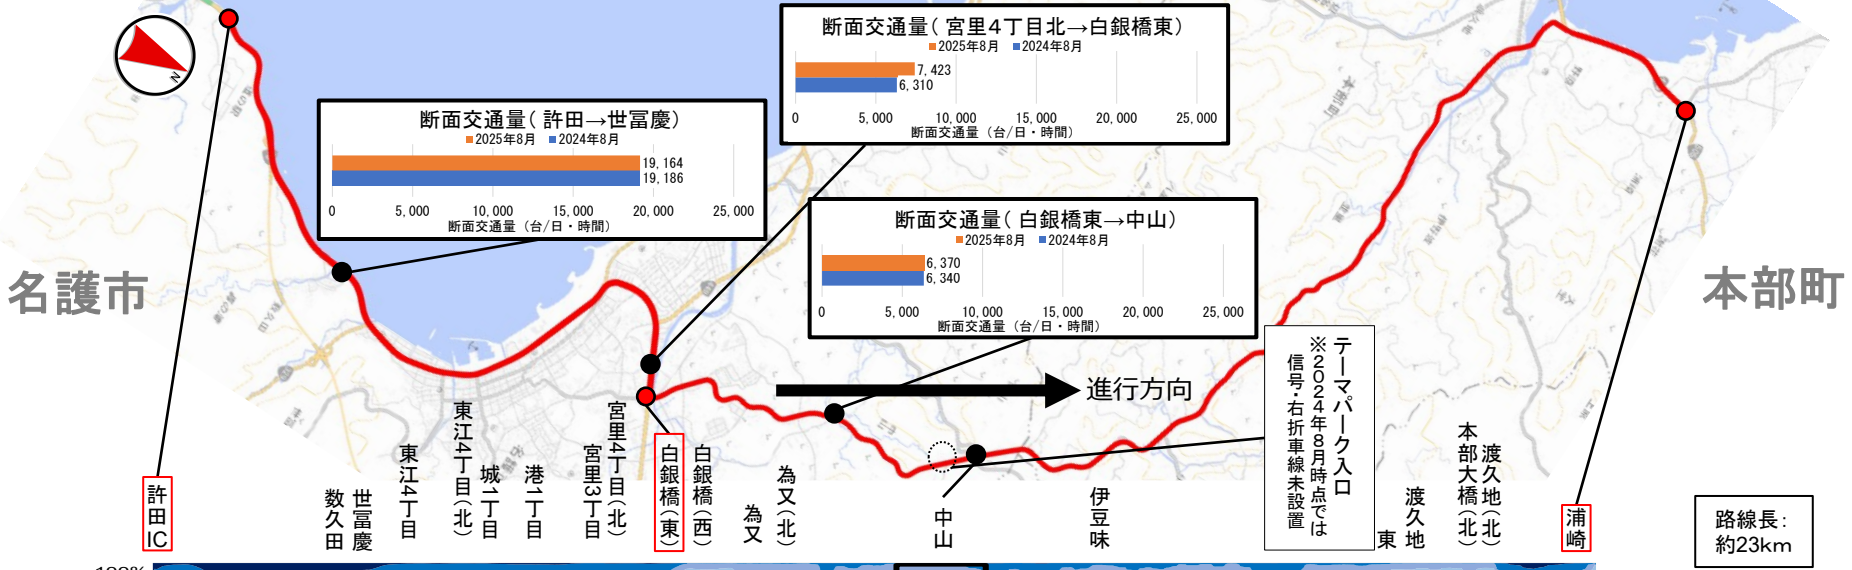 断面交通量( 宮里4丁目北→白銀橋東)
2025年8月 2024年8月
7,423
6,310
0 5,000 10,000 15,000 20,000 25,000
断面交通量（台/日・時間）
断面交通量( 許田→世冨慶)
2025年8月 2024年8月
19,164
19,186
0 5,000 10,000 15,000 20,000 25,000
断面交通量（台/日・時間）
断面交通量( 白銀橋東→中山)
2025年8月 2024年8月
6,370
6,340
0 5,000 10,000 15,000 20,000 25,000
断面交通量（台/日・時間）
N
名護市
本部町
進行方向
テーマパーク入口
※2024年8月時点では
信号・右折車線未設置
許田IC
数久田
世冨慶
東江4丁目
東江4丁目(北)
城1丁目
港1丁目
宮里3丁目
宮里4丁目(北)
白銀橋(東)
白銀橋(西)
為又
為又(北)
中山
伊豆味
東
渡久地
本部大橋(北)
渡久地(北)
浦崎
路線長：
約23km
100%